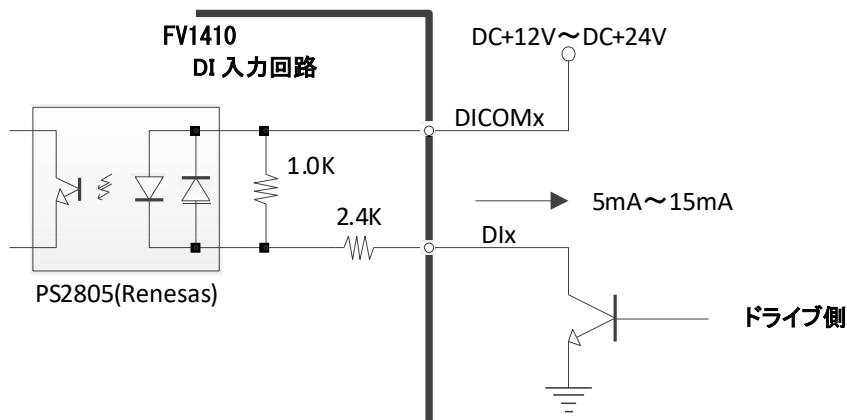 FV1410
DI 入力回路
DC+12V～DC+24V
DICOMx
1.0K
2.4K
5mA～15mA
DIx
PS2805(Renesas)
ドライブ側